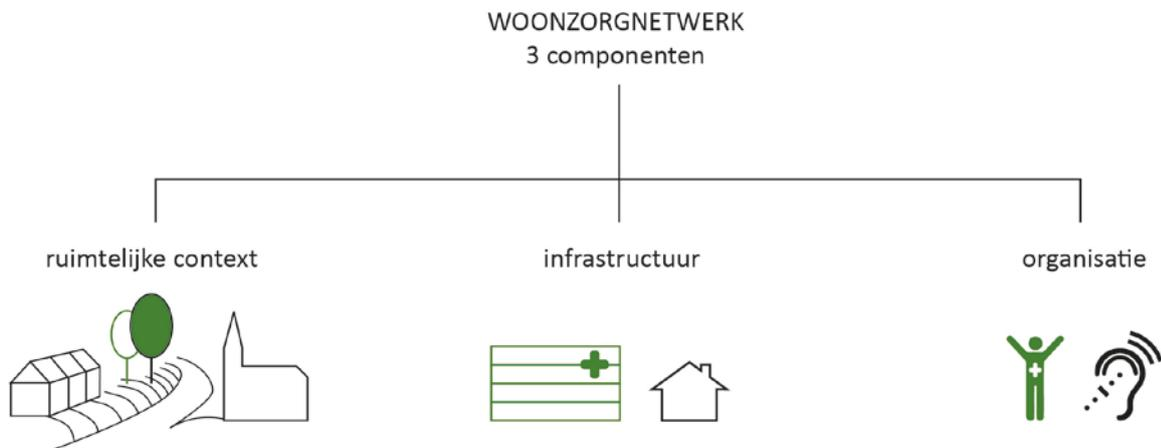 WOONZORGNETWERK
3 componenten
ruimtelijke context
infrastructuur
organisatie